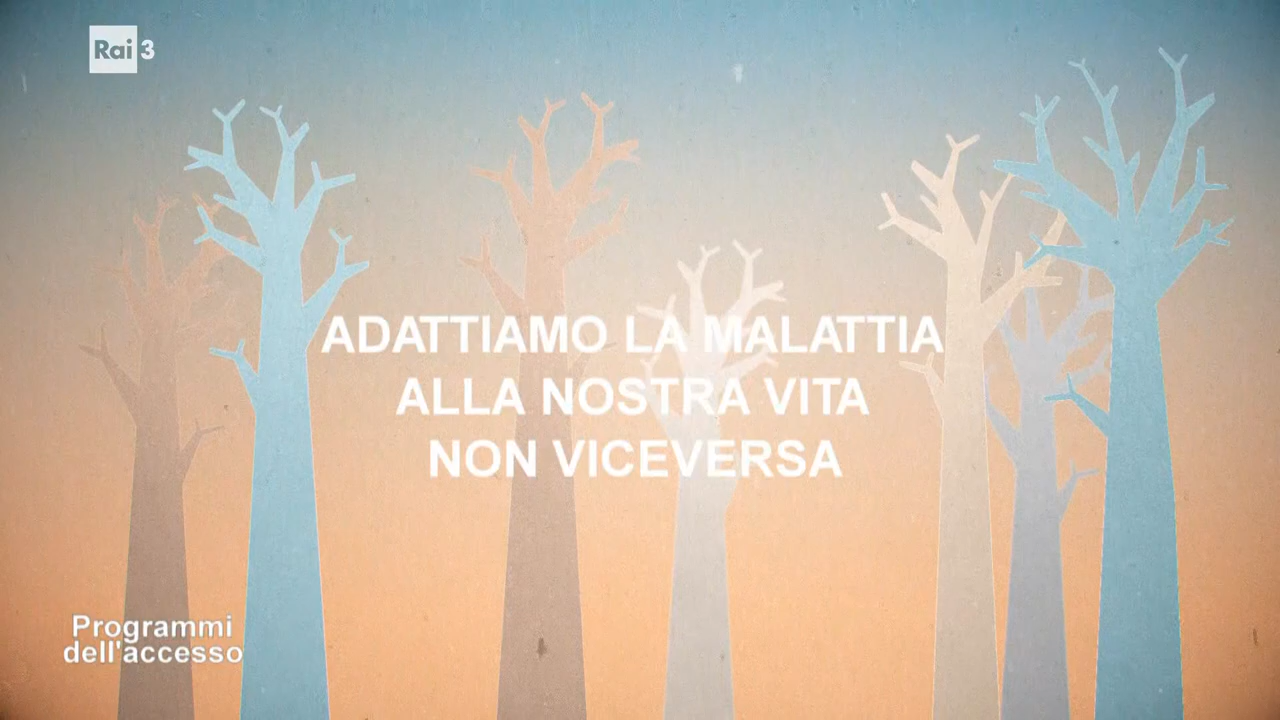 Rai 3
ADATTIAMO LA MALATTIA
ALLA NOSTRA VITA
NON VICEVERSA
Programmi
dell'accesso